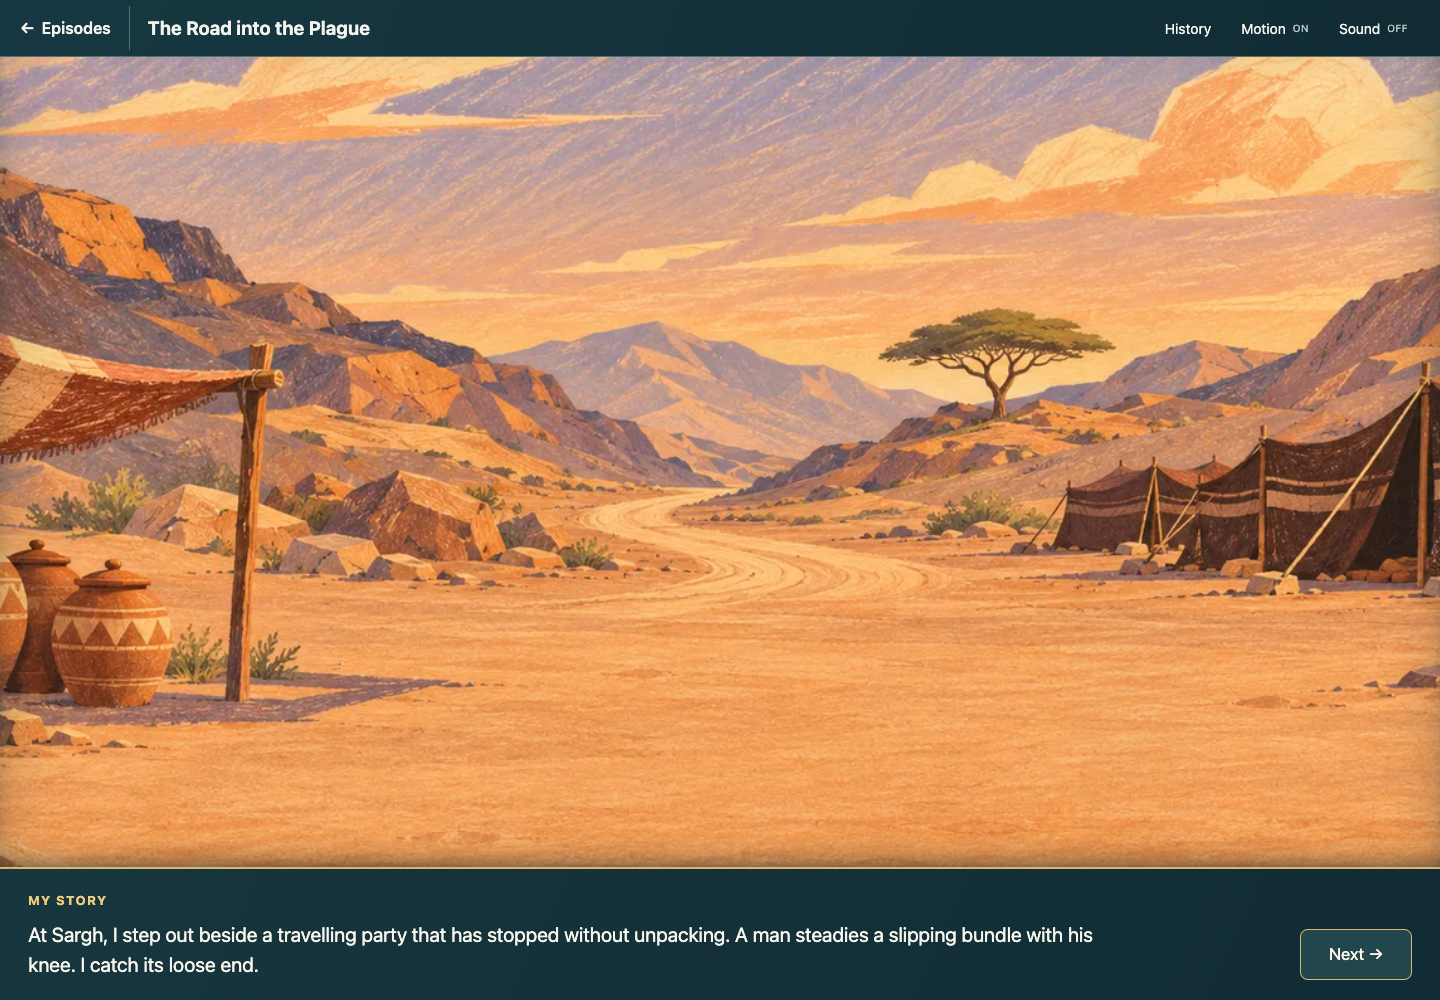 ← Episodes
The Road into the Plague
History
Motion ON
Sound OFF
MY STORY
At Sargh, I step out beside a travelling party that has stopped without unpacking. A man steadies a slipping bundle with his
knee. I catch its loose end.
Next →